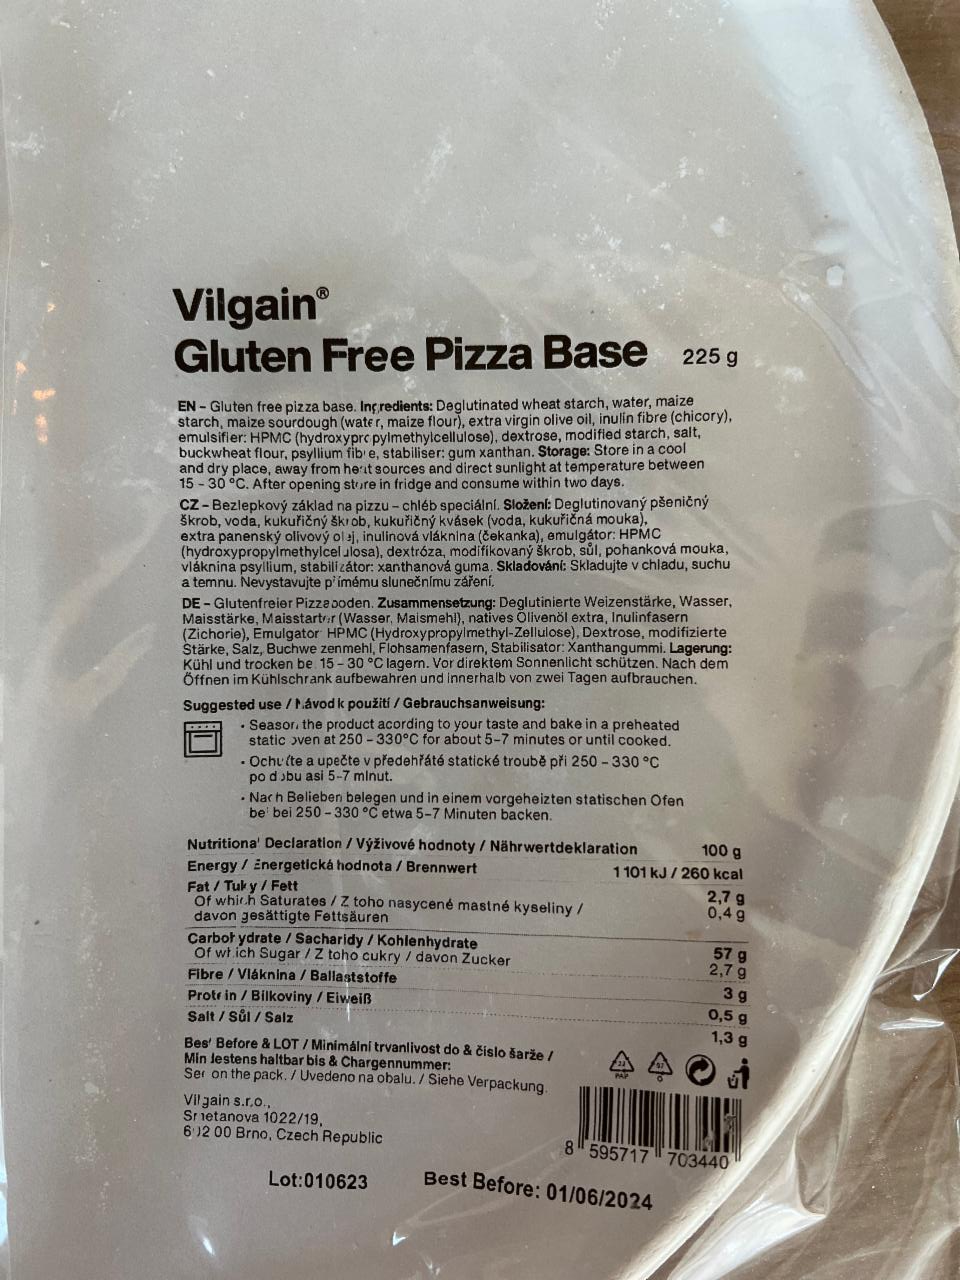 Vilgain®
Gluten Free Pizza Base 225 g
EN – Gluten free pizza base. Ingredients: Deglutinated wheat starch, water, maize
starch, maize sourdough (water, maize flour), extra virgin olive oil, inulin fibre (chicory),
emulsifier: HPMC (hydroxypropylmethylcellulose), dextrose, modified starch, salt,
buckwheat flour, psyllium fibre, stabiliser: gum xanthan. Storage: Store in a cool
and dry place, away from heat sources and direct sunlight at temperature between
15 - 30 °C. After opening store in fridge and consume within two days.
CZ – Bezlepkový základ na pizzu – chléb speciální. Složení: Deglutinovaný pšeničný
škrob, voda, kukuřičný škrob, kukuřičný kvásek (voda, kukuřičná mouka),
extra panenský olivový olej, inulinová vláknina (čekanka), emulgátor: HPMC
(hydroxypropylmethylcelulosa), dextróza, modifikovaný škrob, sůl, pohanková mouka,
vláknina psyllium, stabilizátor: xanthanová guma. Skladování: Skladujte v chladu, suchu
a temnu. Nevystavujte přímému slunečnímu záření.
DE – Glutenfreier Pizzaboden. Zusammensetzung: Deglutinierte Weizenstärke, Wasser,
Maisstärke, Maisstarter (Wasser, Maismehl), natives Olivenöl extra, Inulinfasern
(Zichorie), Emulgator HPMC (Hydroxypropylmethyl-Zellulose), Dextrose, modifizierte
Stärke, Salz, Buchweizenmehl, Flohsamenfasern, Stabilisator: Xanthangummi. Lagerung:
Kühl und trocken bei 15 – 30 °C lagern. Vor direktem Sonnenlicht schützen. Nach dem
Öffnen im Kühlschrank aufbewahren und innerhalb von zwei Tagen aufbrauchen.
Suggested use / Návod k použití / Gebrauchsanweisung:
• Season the product acording to your taste and bake in a preheated
static oven at 250 – 330°C for about 5–7 minutes or until cooked.
• Ochuťte a upečte v předehřáté statické troubě při 250 – 330 °C
po dobu asi 5–7 minut.
• Nach Belieben belegen und in einem vorgeheizten statischen Ofen
bei bei 250 – 330 °C etwa 5–7 Minuten backen.
Nutritional Declaration / Výživové hodnoty / Nährwertdeklaration 100 g
Energy / Energetická hodnota / Brennwert 1 101 kJ / 260 kcal
Fat / Tuky / Fett 2,7 g
Of which Saturates / Z toho nasycené mastné kyseliny / 0,4 g
davon gesättigte Fettsäuren
Carbohydrate / Sacharidy / Kohlenhydrate 57 g
Of which Sugar / Z toho cukry / davon Zucker 2,7 g
Fibre / Vláknina / Ballaststoffe 3 g
Protein / Bílkoviny / Eiweiß 0,5 g
Salt / Sůl / Salz 1,3 g
Best Before & LOT / Minimální trvanlivost do & číslo šarže /
Mindestens haltbar bis & Chargennummer:
See on the pack. / Uvedeno na obalu. / Siehe Verpackung.
PAP
Vilgain s.r.o.,
Smetanova 1022/19,
602 00 Brno, Czech Republic
8 595717 703440
Lot:010623 Best Before: 01/06/2024